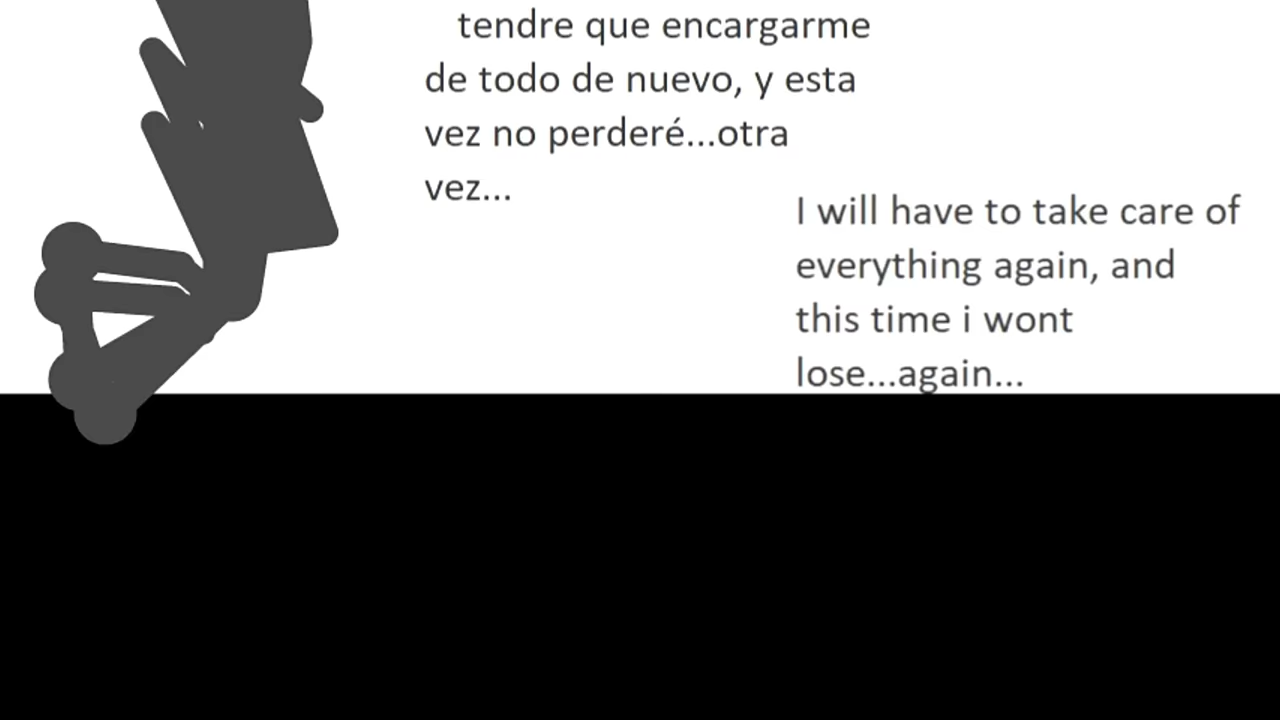 tendre que encargarme
de todo de nuevo, y esta
vez no perderé...otra
vez...
I will have to take care of
everything again, and
this time i wont
lose...again...